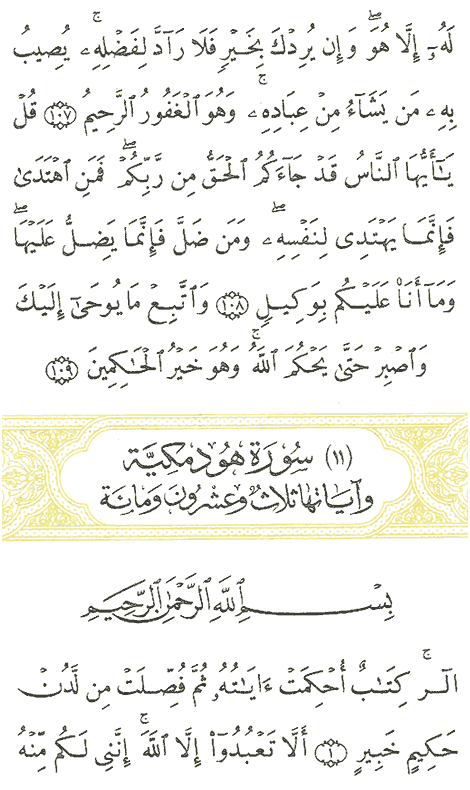 لَهُۥٓ إِلَّا هُوَۖ وَإِن يُرِدْكَ بِخَيْرٍ فَلَا رَآدَّ لِفَضْلِهِۦۚ يُصِيبُ
بِهِۦ مَن يَشَآءُ مِنْ عِبَادِهِۦۚ وَهُوَ ٱلْغَفُورُ ٱلرَّحِيمُ ١٠٧ قُلْ
يَـٰٓأَيُّهَا ٱلنَّاسُ قَدْ جَآءَكُمُ ٱلْحَقُّ مِن رَّبِّكُمْۖ فَمَنِ ٱهْتَدَىٰ
فَإِنَّمَا يَهْتَدِى لِنَفْسِهِۦۖ وَمَن ضَلَّ فَإِنَّمَا يَضِلُّ عَلَيْهَاۖ
وَمَآ أَنَا۠ عَلَيْكُم بِوَكِيلٍ ١٠٨ وَٱتَّبِعْ مَا يُوحَىٰٓ إِلَيْكَ
وَٱصْبِرْ حَتَّىٰ يَحْكُمَ ٱللَّهُۚ وَهُوَ خَيْرُ ٱلْحَـٰكِمِينَ ١٠٩
(١١) سُورَة هُود مَكيَّة
وَآيَاتهَا ثَلَاثٌ وَعِشْرُونَ وَمَائَة
بِسْمِ ٱللَّهِ ٱلرَّحْمَـٰنِ ٱلرَّحِيمِ
الٓرۚ كِتَـٰبٌ أُحْكِمَتْ ءَايَـٰتُهُۥ ثُمَّ فُصِّلَتْ مِن لَّدُنْ
حَكِيمٍ خَبِيرٍ ١ أَلَّا تَعْبُدُوٓا۟ إِلَّا ٱللَّهَۚ إِنَّنِى لَكُم مِّنْهُ